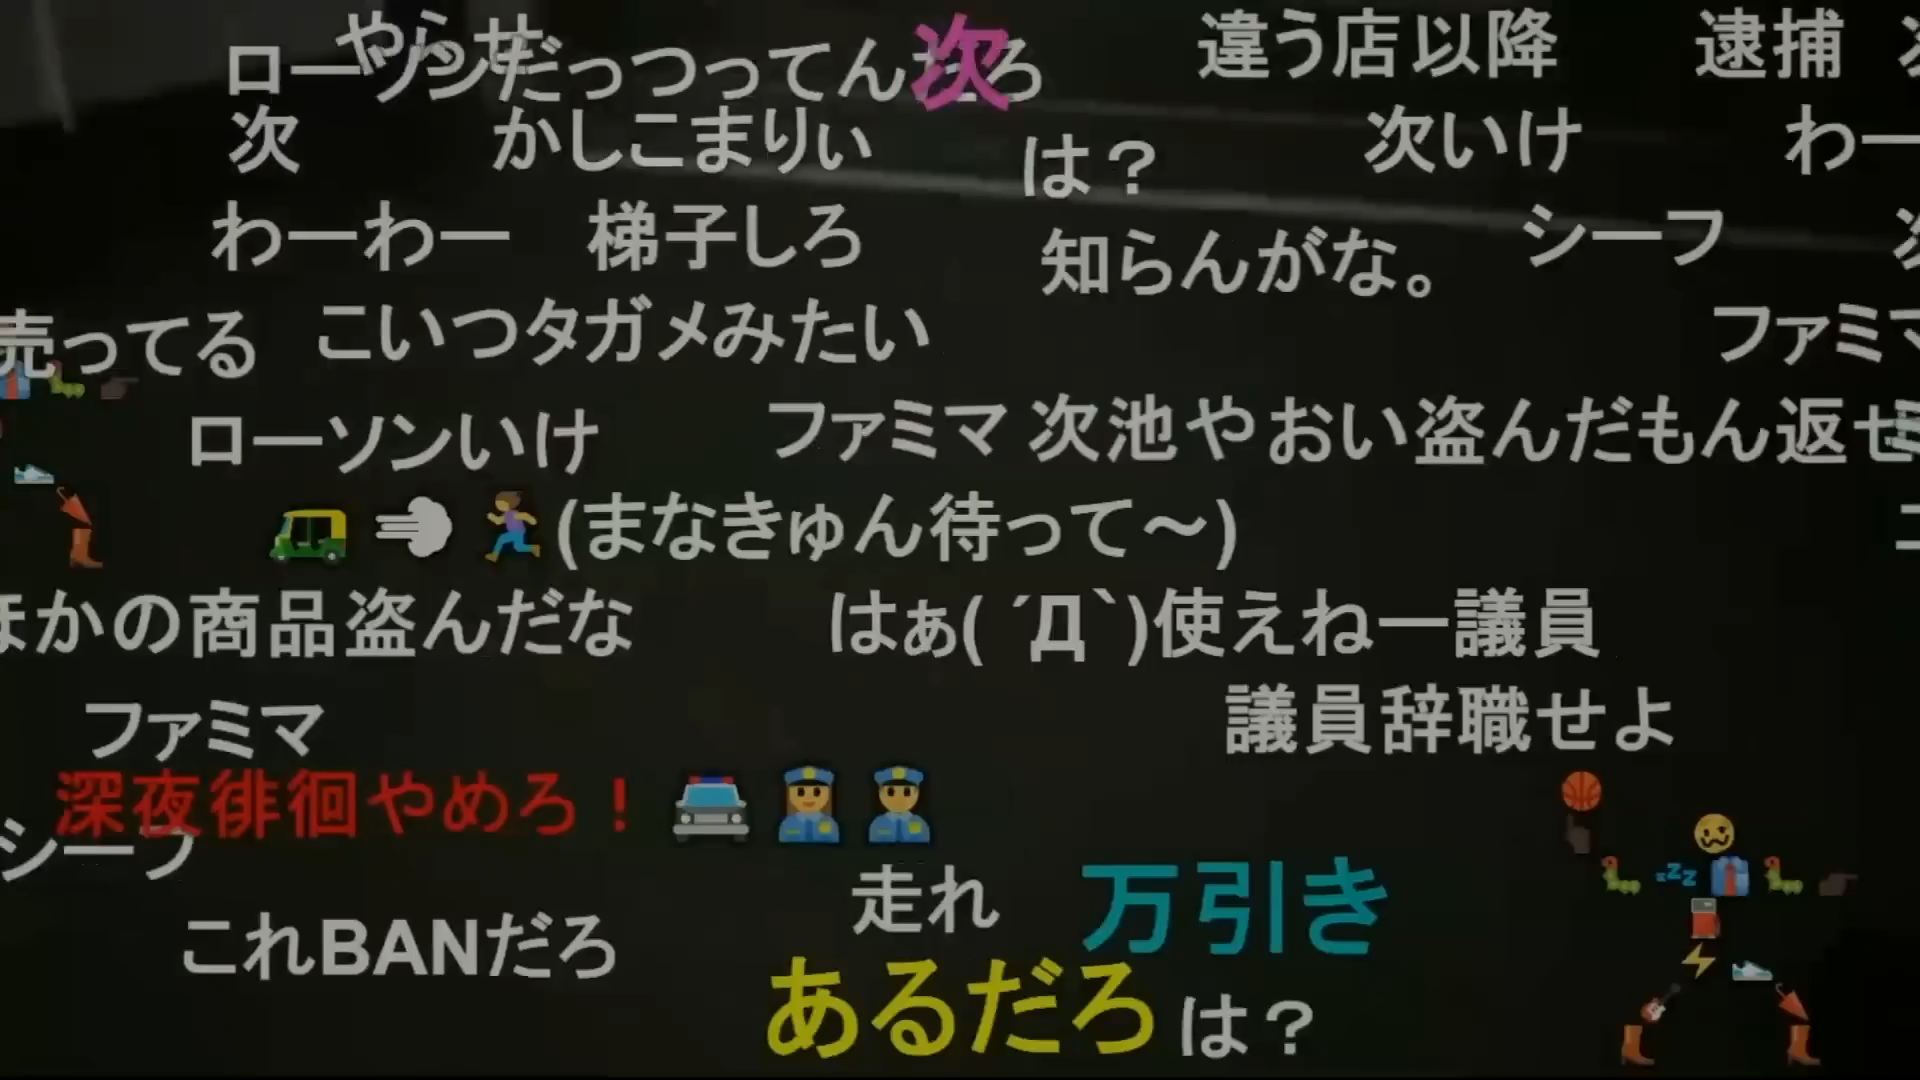 やらせ
ローソンだっつってんだろ
次
違う店以降
逮捕
次
かしこまりぃ
は？
次いけ
わー
わーわー
梯子しろ
知らんがな。
シーフ
売ってる
こいつタガメみたい
ファミマ
ローソンいけ
ファミマ
次池やおい盗んだもん返せ
(まなきゅん待って～)
ほかの商品盗んだな
はぁ( ´Д`)使えねー議員
ファミマ
議員辞職せよ
深夜徘徊やめろ！
シーフ
走れ
万引き
これBANだろ
あるだろ
は？